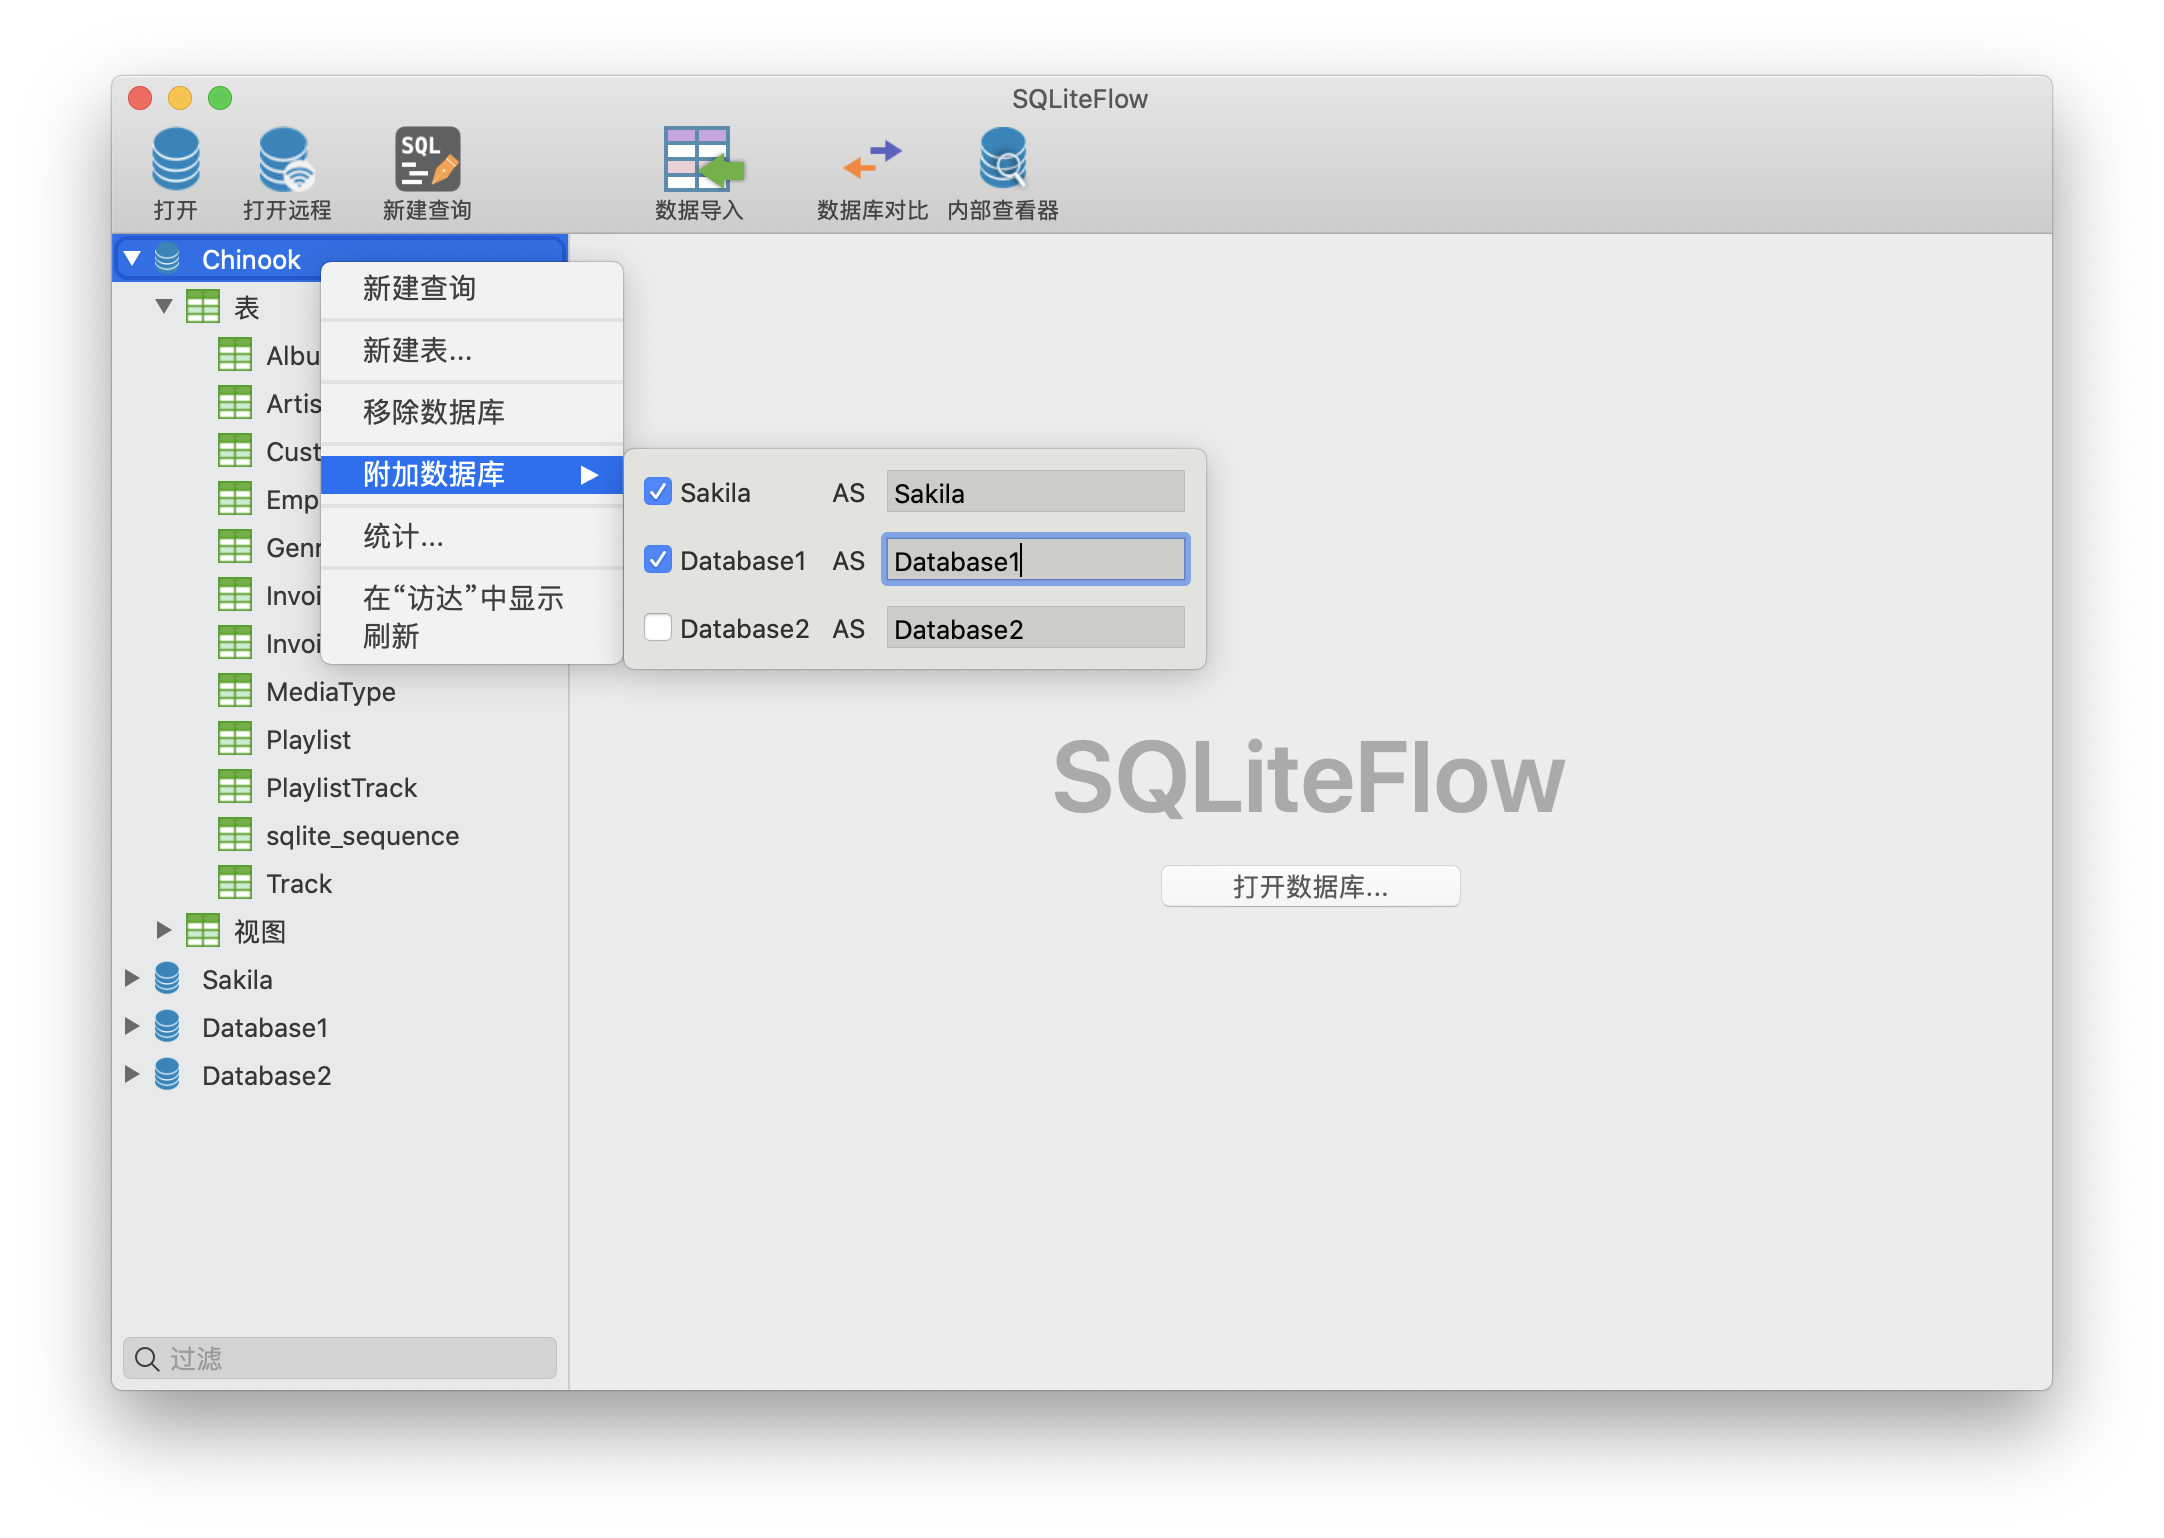 SQLiteFlow
打开
打开远程
SQL
新建查询
数据导入
数据库对比
内部查看器
Chinook
表
Albu
Artis
Cust
Emp
Genr
Invoi
Invoi
MediaType
Playlist
PlaylistTrack
sqlite_sequence
Track
视图
Sakila
Database1
Database2
过滤
新建查询
新建表...
移除数据库
附加数据库
统计...
在“访达”中显示
刷新
Sakila AS Sakila
Database1 AS Database1
Database2 AS Database2
SQLiteFlow
打开数据库...